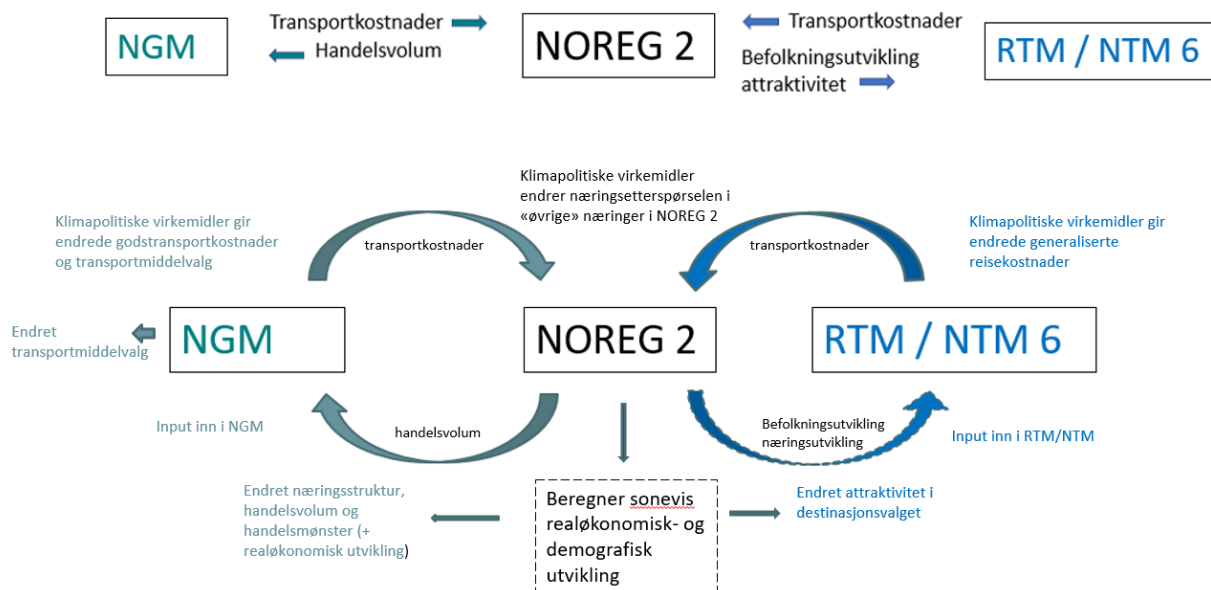 NGM
Transportkostnader
Handelsvolum
NOREG 2
Transportkostnader
Befolkningsutvikling
attraktivitet
RTM / NTM 6
Klimapolitiske virkemidler gir
endrede godstransportkostnader
og transportmiddelvalg
transportkostnader
Klimapolitiske virkemidler
endrer næringsetterspørselen i
«øvrige» næringer i NOREG 2
transportkostnader
Klimapolitiske virkemidler gir
endrede generaliserte
reisekostnader
Endret
transportmiddelvalg
NGM
NOREG 2
RTM / NTM 6
Input inn i NGM
handelsvolum
Befolkningsutvikling
næringsutvikling
Input inn i RTM/NTM
Endret næringsstruktur,
handelsvolum og
handelsmønster (+
realøkonomisk utvikling)
Beregner sonevis
realøkonomisk- og
demografisk
utvikling
Endret attraktivitet i
destinasjonsvalget